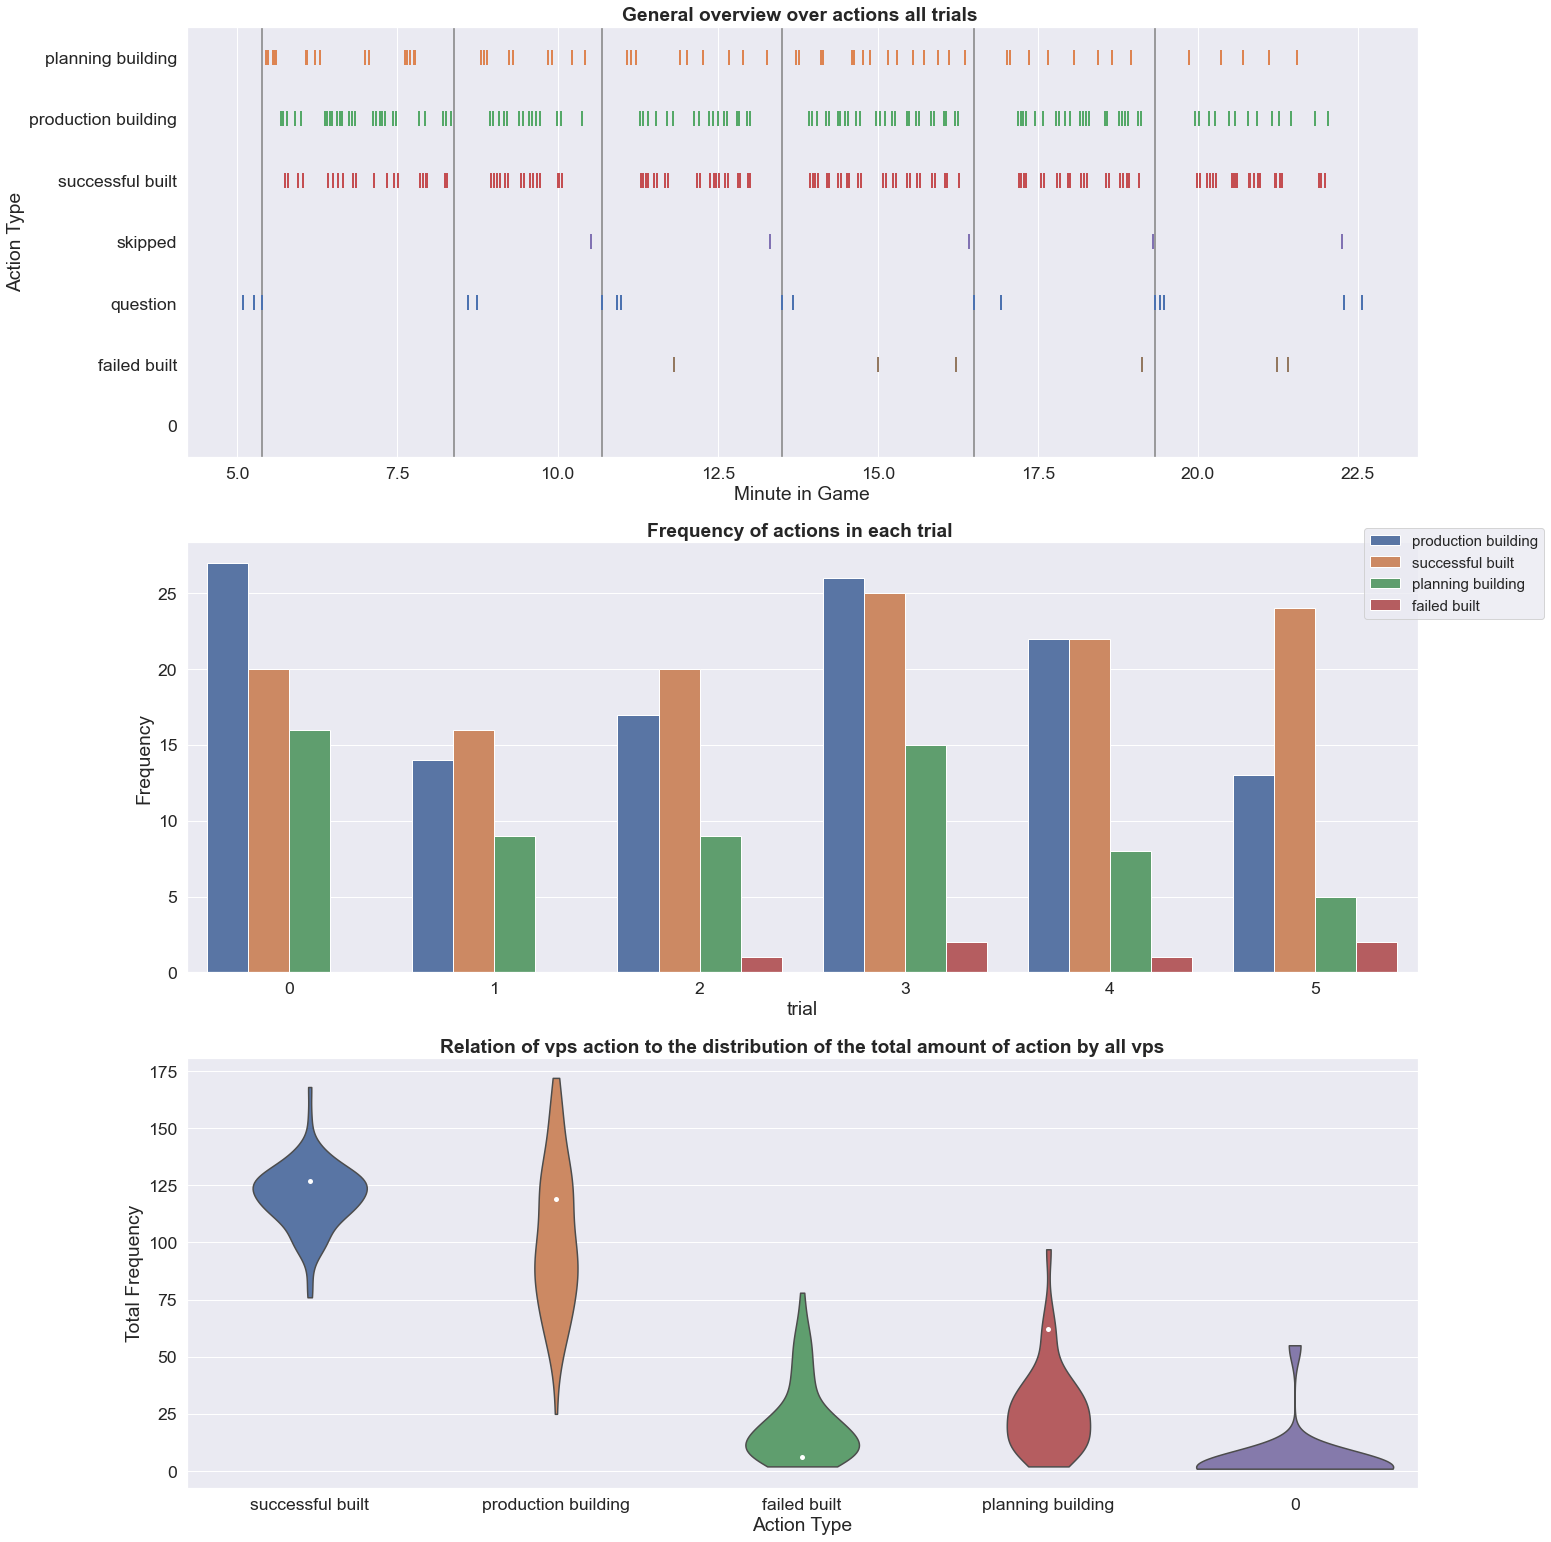 General overview over actions all trials
planning building
production building
successful built
skipped
question
failed built
0
Action Type
5.0 7.5 10.0 12.5 15.0 17.5 20.0 22.5
Minute in Game
Frequency of actions in each trial
production building
successful built
planning building
failed built
25
20
15
10
5
0
Frequency
0 1 2 3 4 5
trial
Relation of vps action to the distribution of the total amount of action by all vps
175
150
125
100
75
50
25
0
Total Frequency
successful built production building failed built planning building 0
Action Type